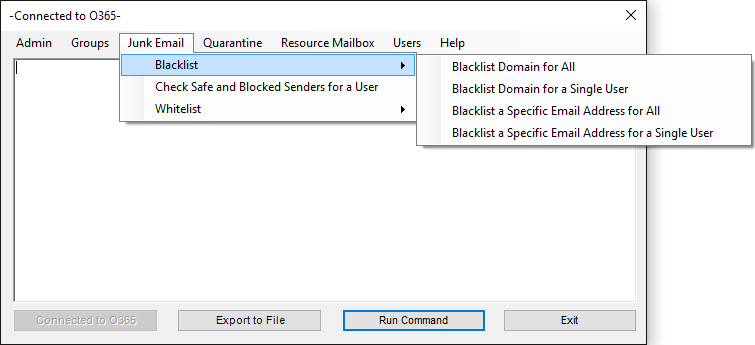 -Connected to O365-
Admin Groups Junk Email Quarantine Resource Mailbox Users Help
Blacklist
Check Safe and Blocked Senders for a User
Whitelist
Blacklist Domain for All
Blacklist Domain for a Single User
Blacklist a Specific Email Address for All
Blacklist a Specific Email Address for a Single User
Connected to O365 Export to File Run Command Exit